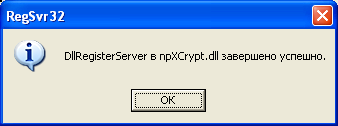 RegSvr32
DllRegisterServer в npXCrypt.dll завершено успешно.
OK